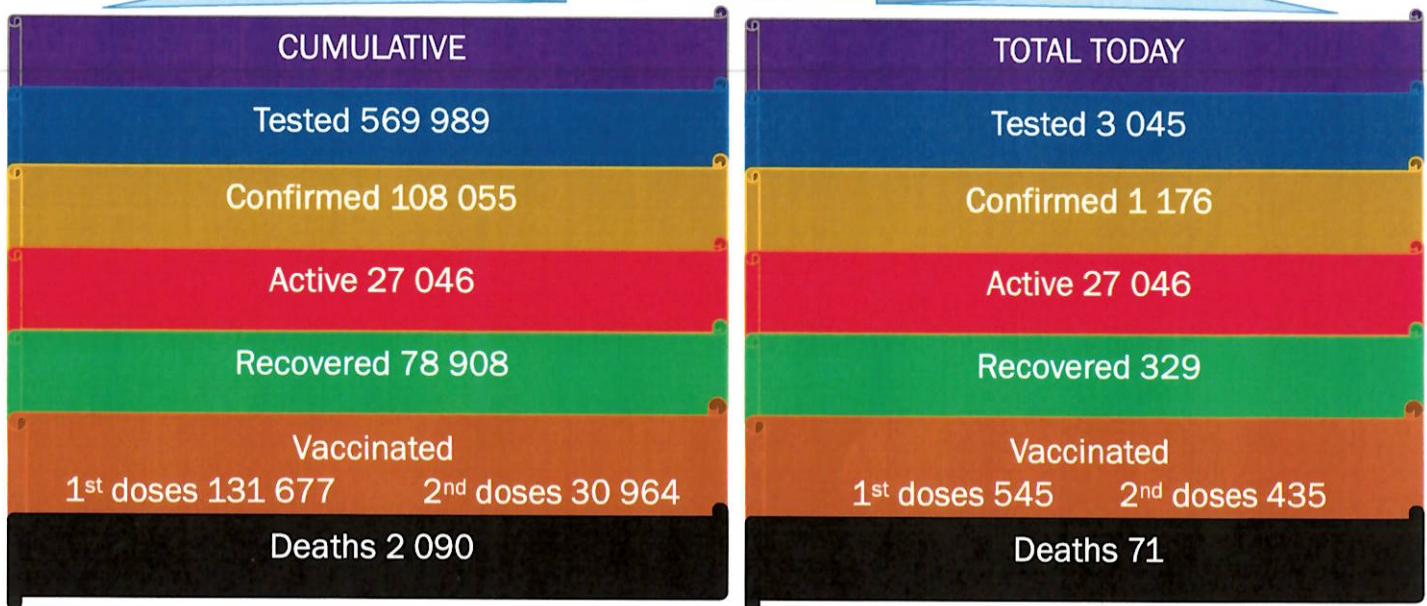 CUMULATIVE
Tested 569 989
Confirmed 108 055
Active 27 046
Recovered 78 908
Vaccinated
1st doses 131 677 2nd doses 30 964
Deaths 2 090
TOTAL TODAY
Tested 3 045
Confirmed 1 176
Active 27 046
Recovered 329
Vaccinated
1st doses 545 2nd doses 435
Deaths 71